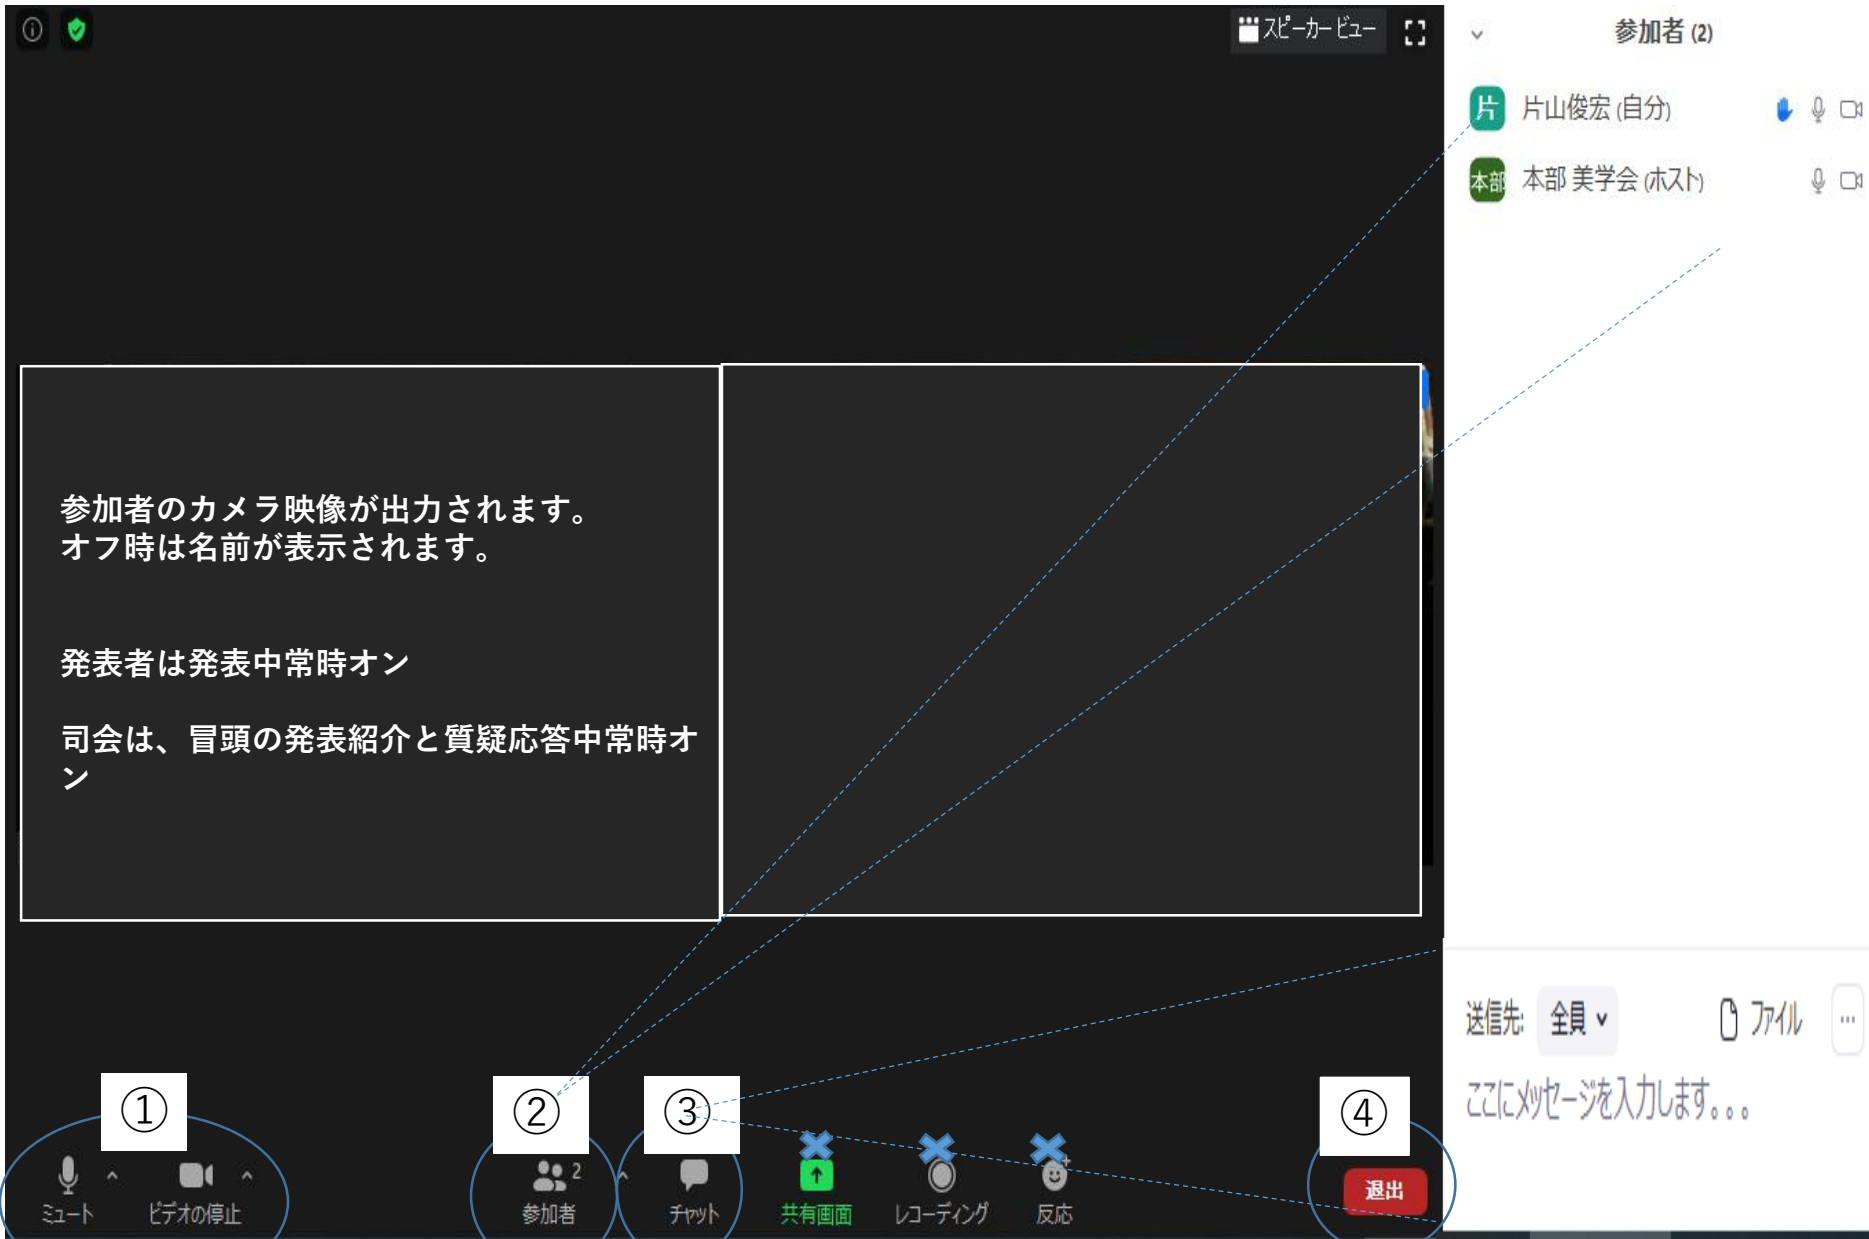 スピーカービュー
参加者 (2)
片 片山俊宏 (自分)
本部 本部 美学会 (ホスト)
参加者のカメラ映像が出力されます。
オフ時は名前が表示されます。
発表者は発表中常時オン
司会は、冒頭の発表紹介と質疑応答中常時オ
ン
送信先: 全員 ファイル ...
ここにメッセージを入力します。。。
① ② ③ ④
2
ミュート ビデオの停止 参加者 チャット 共有画面 レコーディング 反応 退出